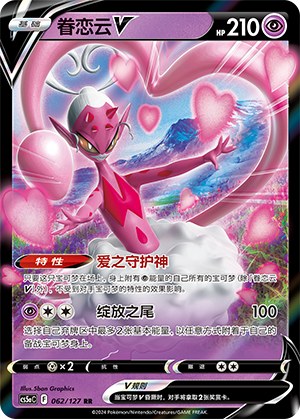 基础
眷恋云V
HP210
特性 爱之守护神
只要这只宝可梦在场上，身上附有能量的自己所有的宝可梦（除「眷恋云
V」外），不受到对手宝可梦的特性的效果影响。
绽放之尾 100
选择自己弃牌区中最多2张基本能量，以任意方式附着于自己的
备战宝可梦身上。
弱点 ×2 抵抗力 撤退
Illus. 5ban Graphics
V规则
cs5aC F 062/127 RR
当宝可梦V昏厥时，对手将拿取2张奖赏卡。
©2024 Pokémon/Nintendo/Creatures/GAME FREAK